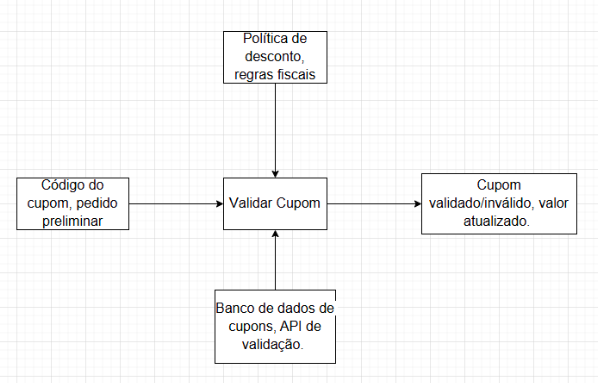 Política de
desconto,
regras fiscais
Código do
cupom, pedido
preliminar
Validar Cupom
Cupom
validado/inválido, valor
atualizado.
Banco de dados de
cupons, API de
validação.